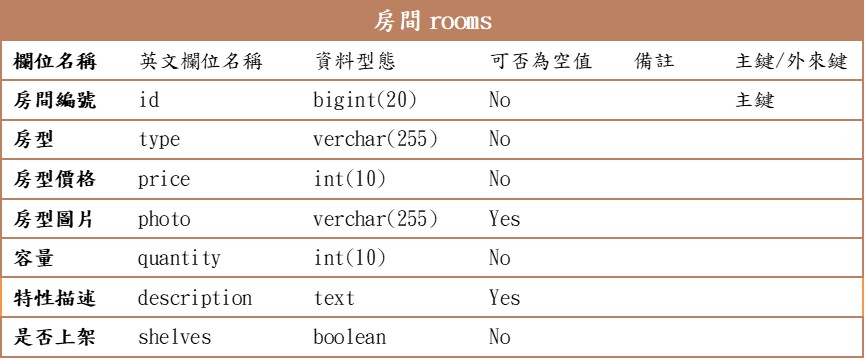 房間 rooms
欄位名稱 英文欄位名稱 資料型態 可否為空值 備註 主鍵/外來鍵
房間編號 id bigint(20) No 主鍵
房型 type verchar(255) No
房型價格 price int(10) No
房型圖片 photo verchar(255) Yes
容量 quantity int(10) No
特性描述 description text Yes
是否上架 shelves boolean No